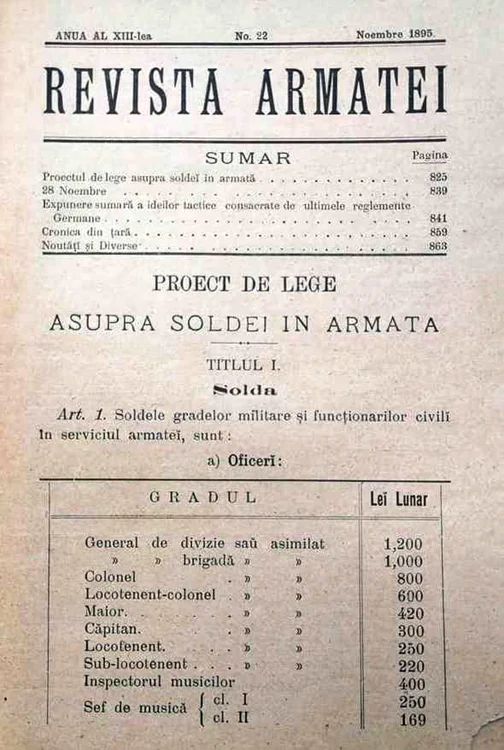 ANUA AL XIII-lea No. 22 Noembre 1895.
REVISTA ARMATEI
SUMAR Pagina
Proectul de lege asupra soldei in armată . . . . . . . . . . . . . 825
28 Noembre . . . . . . . . . . . . . . . . . . . . . . 839
Expunere sumară a ideilor tactice consacrate de ultimele reglemente
Germane . . . . . . . . . . . . . . . . . . . . . . 841
Cronica din țară . . . . . . . . . . . . . . . . . . . . 859
Noutăți și Diverse . . . . . . . . . . . . . . . . . . . 863
PROECT DE LEGE
ASUPRA SOLDEI IN ARMATA
TITLUL I.
Solda
Art. 1. Soldele gradelor militare și funcționarilor civili
în serviciul armateĭ, sunt :
a) Oficerĭ :
GRADUL Leĭ Lunar
General de divizie saŭ asimilat 1,200
» » brigadă » » 1,000
Colonel . » » 800
Locotenent-colonel . » » 600
Maior. . . . . . » » 420
Căpitan. . . . . » » 300
Locotenent. . . . » » 250
Sub-locotenent . . . » » 220
Inspectorul musicilor 400
Sef de musică { cl. I 250
cl. II 169